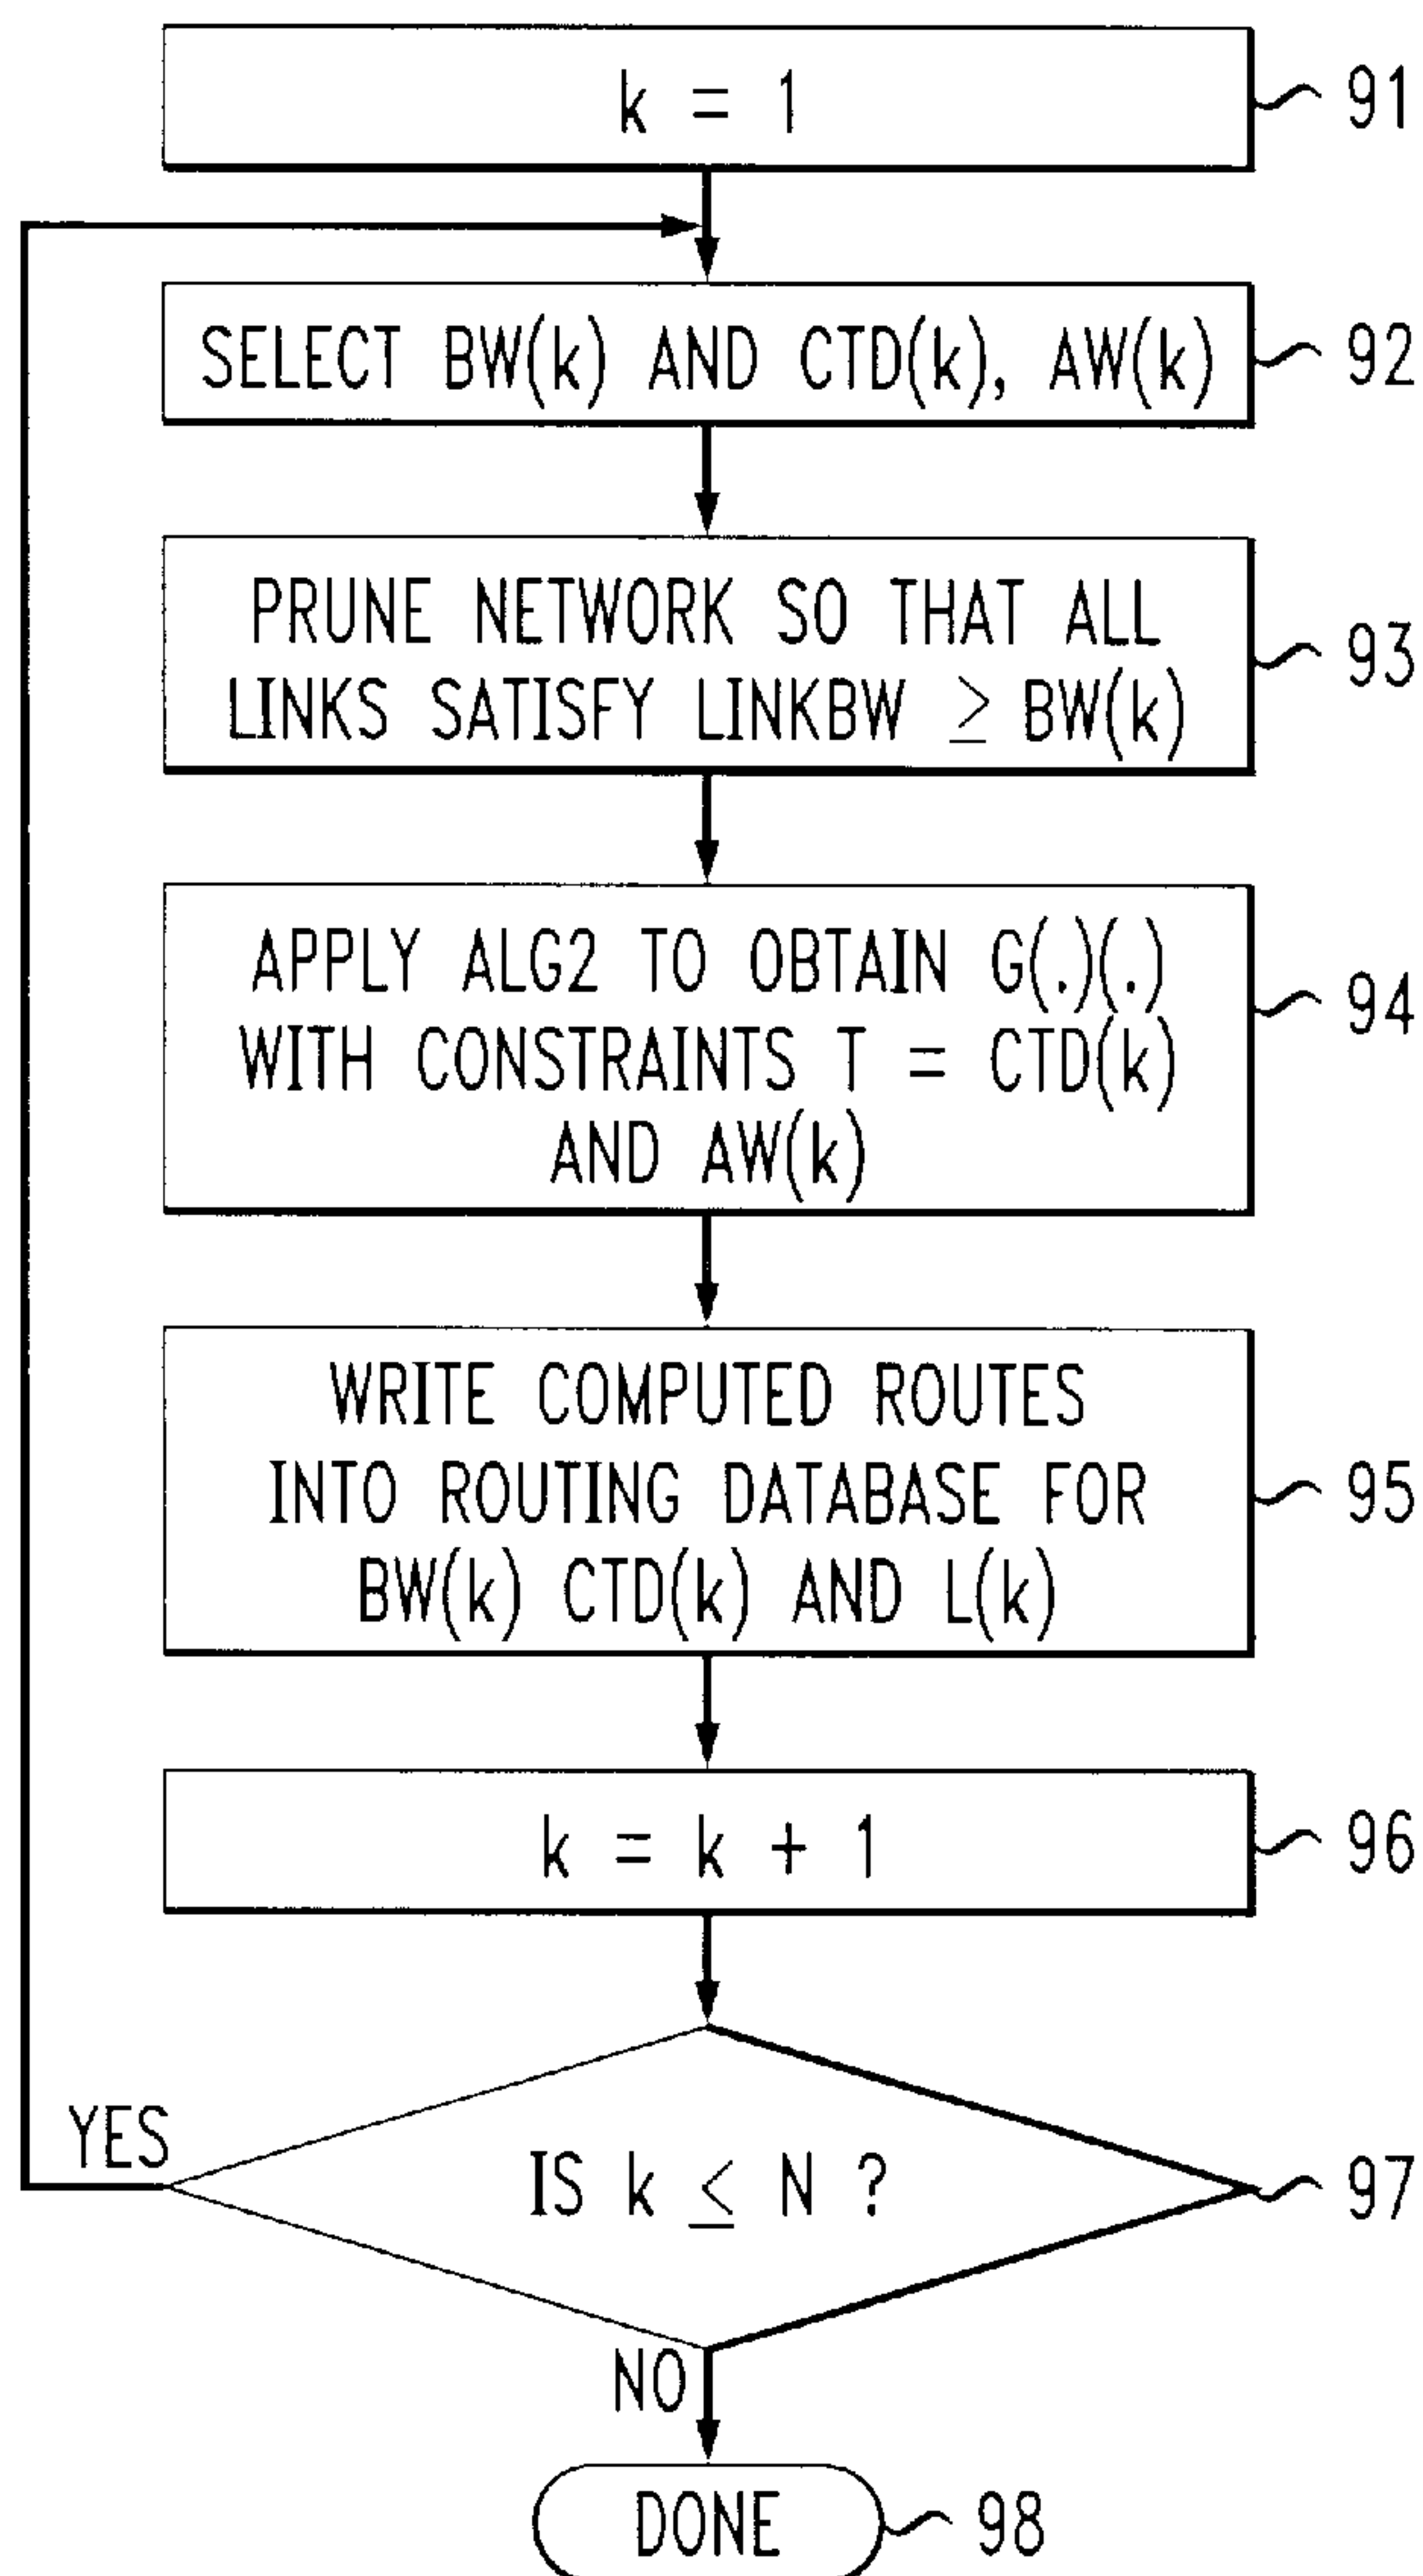 k = 1
91
SELECT BW(k) AND CTD(k), AW(k)
92
PRUNE NETWORK SO THAT ALL
LINKS SATISFY LINKBW ≥ BW(k)
93
APPLY ALG2 TO OBTAIN G(.)(.)
WITH CONSTRAINTS T = CTD(k)
AND AW(k)
94
WRITE COMPUTED ROUTES
INTO ROUTING DATABASE FOR
BW(k) CTD(k) AND L(k)
95
k = k + 1
96
YES
IS k ≤ N ?
97
NO
DONE
98